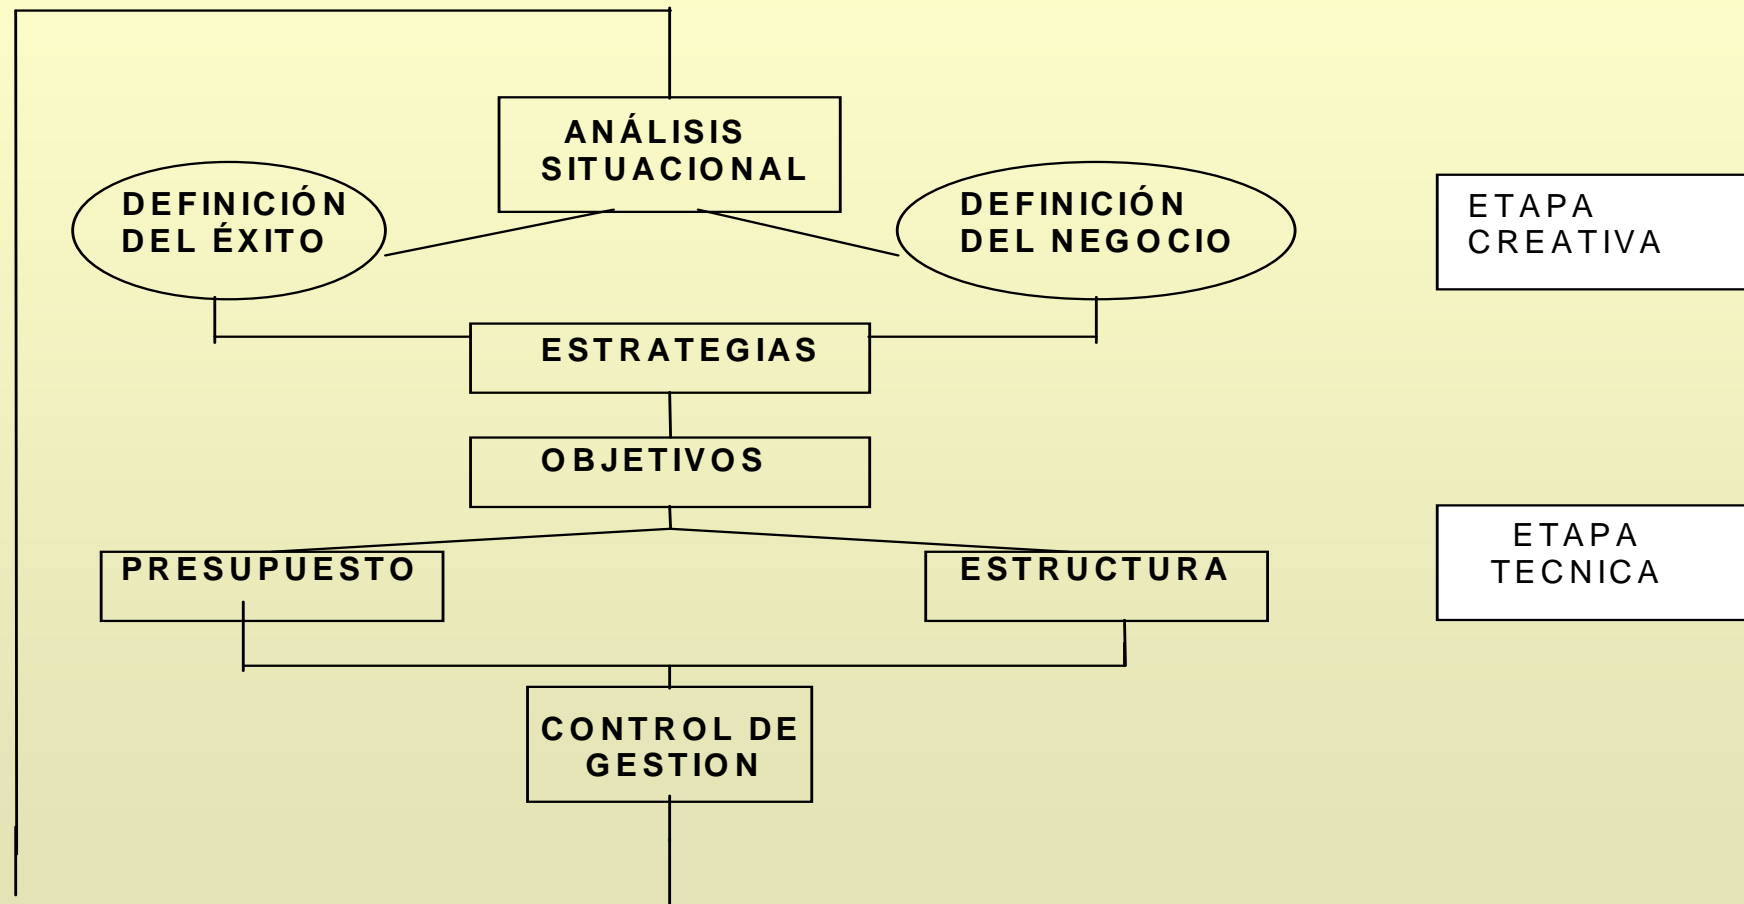 ANÁLISIS
SITUACIONAL
DEFINICIÓN
DEL ÉXITO
DEFINICIÓN
DEL NEGOCIO
ETAPA
CREATIVA
ESTRATEGIAS
OBJETIVOS
PRESUPUESTO
ESTRUCTURA
ETAPA
TECNICA
CONTROL DE
GESTION